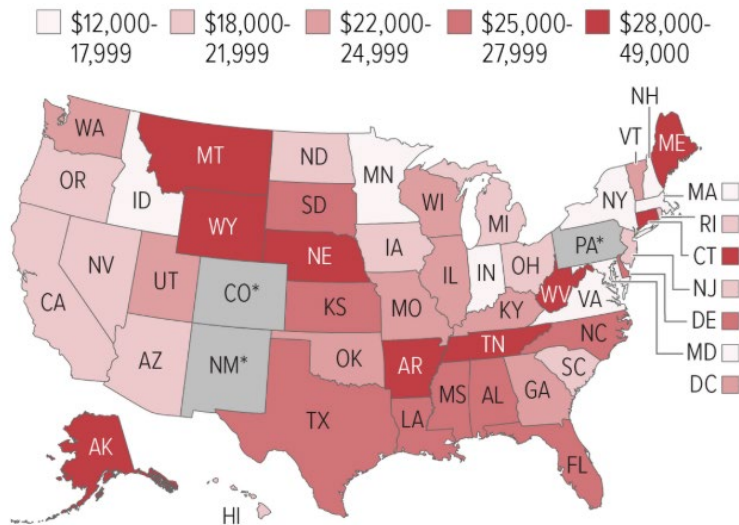 $12,000-
17,999
$18,000-
21,999
$22,000-
24,999
$25,000-
27,999
$28,000-
49,000
NH
VT
ME
WA
MT
ND
MN
OR
ID
SD
WI
NY
MA
WY
MI
RI
PA*
CT
NE
IA
NJ
NV
OH
IN
IL
UT
CO*
WV
VA
DE
CA
KS
MO
KY
MD
NC
TN
DC
AZ
NM*
OK
AR
SC
MS
AL
GA
TX
LA
FL
AK
HI